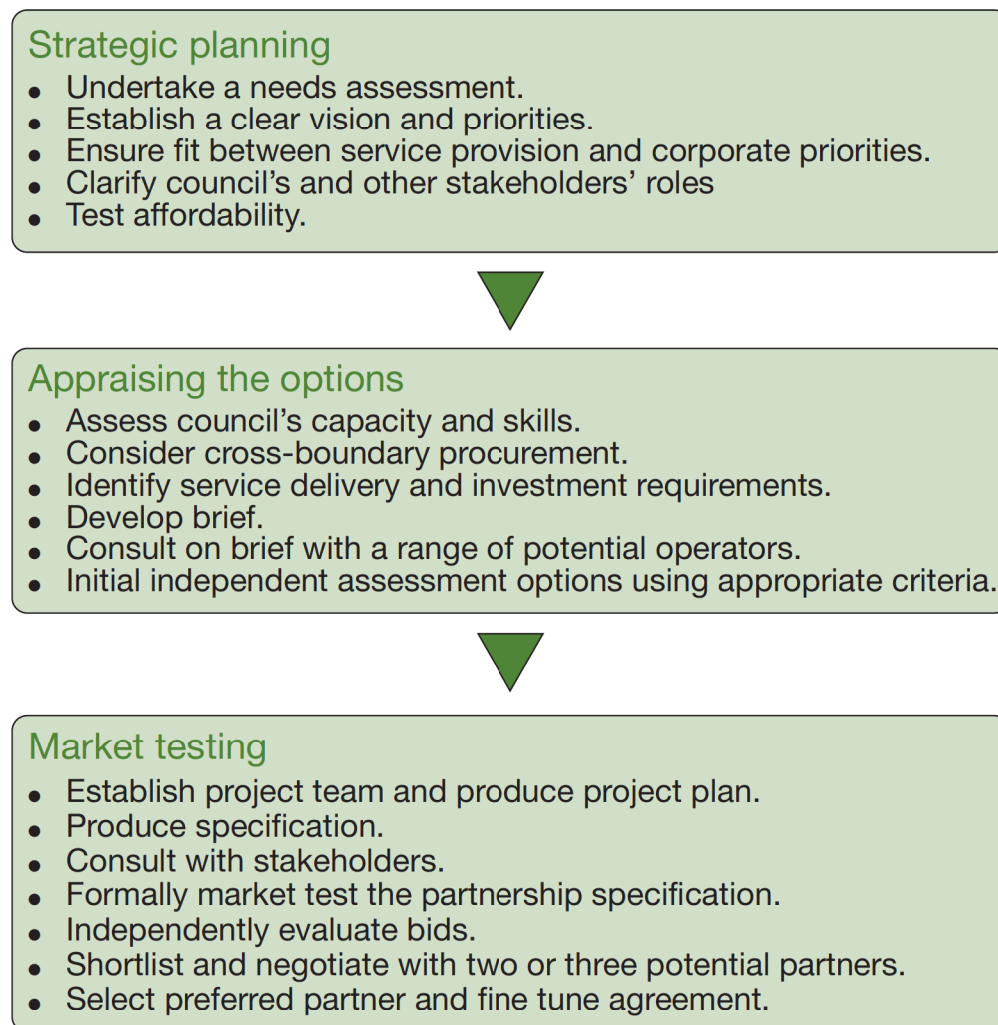 Strategic planning
• Undertake a needs assessment.
• Establish a clear vision and priorities.
• Ensure fit between service provision and corporate priorities.
• Clarify council’s and other stakeholders’ roles
• Test affordability.
Appraising the options
• Assess council’s capacity and skills.
• Consider cross-boundary procurement.
• Identify service delivery and investment requirements.
• Develop brief.
• Consult on brief with a range of potential operators.
• Initial independent assessment options using appropriate criteria.
Market testing
• Establish project team and produce project plan.
• Produce specification.
• Consult with stakeholders.
• Formally market test the partnership specification.
• Independently evaluate bids.
• Shortlist and negotiate with two or three potential partners.
• Select preferred partner and fine tune agreement.